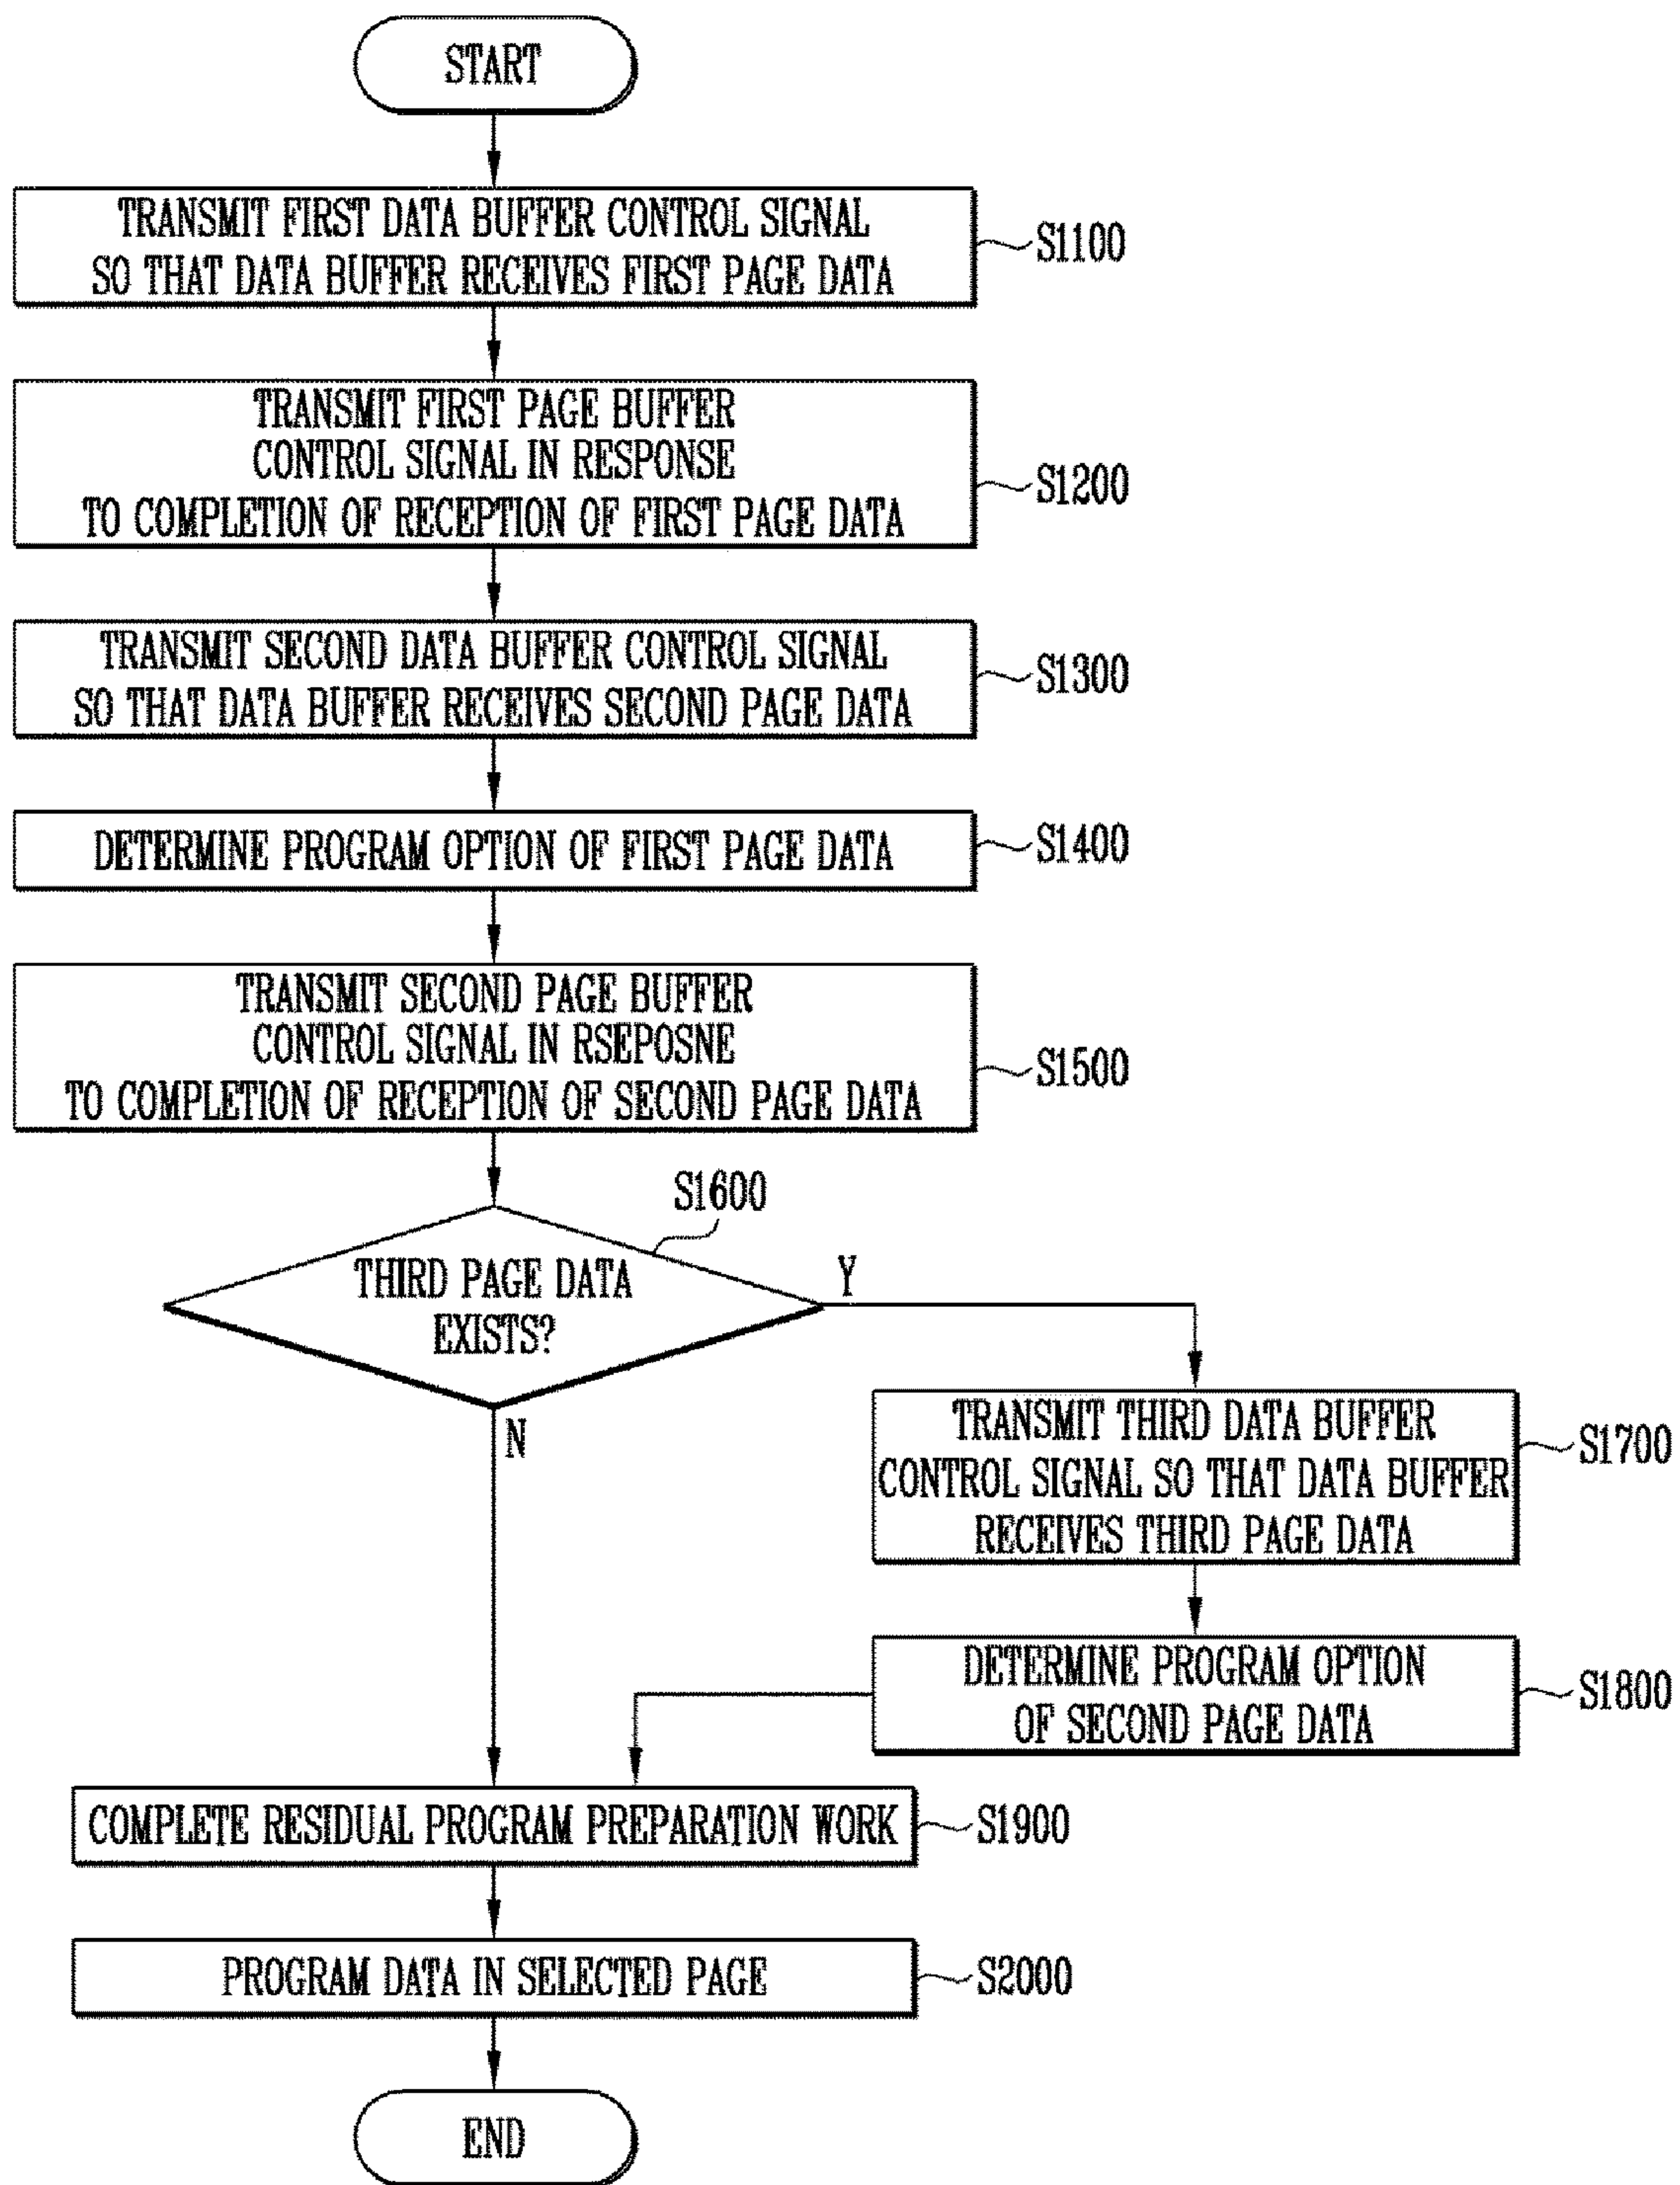 START
TRANSMIT FIRST DATA BUFFER CONTROL SIGNAL
SO THAT DATA BUFFER RECEIVES FIRST PAGE DATA
S1100
TRANSMIT FIRST PAGE BUFFER
CONTROL SIGNAL IN RESPONSE
TO COMPLETION OF RECEPTION OF FIRST PAGE DATA
S1200
TRANSMIT SECOND DATA BUFFER CONTROL SIGNAL
SO THAT DATA BUFFER RECEIVES SECOND PAGE DATA
S1300
DETERMINE PROGRAM OPTION OF FIRST PAGE DATA
S1400
TRANSMIT SECOND PAGE BUFFER
CONTROL SIGNAL IN RSEPOSNE
TO COMPLETION OF RECEPTION OF SECOND PAGE DATA
S1500
S1600
THIRD PAGE DATA
EXISTS?
Y
N
TRANSMIT THIRD DATA BUFFER
CONTROL SIGNAL SO THAT DATA BUFFER
RECEIVES THIRD PAGE DATA
S1700
DETERMINE PROGRAM OPTION
OF SECOND PAGE DATA
S1800
COMPLETE RESIDUAL PROGRAM PREPARATION WORK
S1900
PROGRAM DATA IN SELECTED PAGE
S2000
END